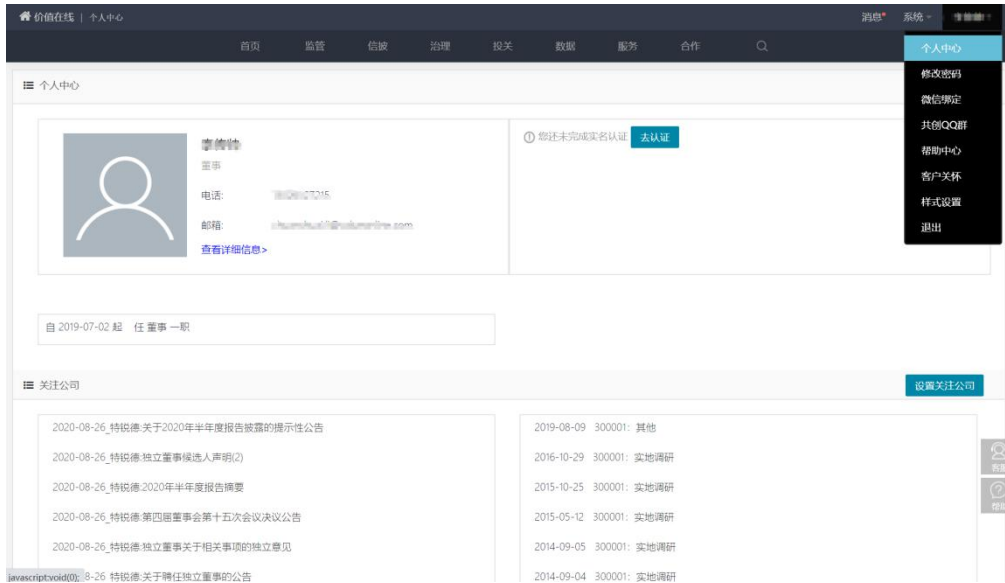 价值在线 | 个人中心
消息 系统
首页 监管 信披 治理 投关 数据 服务 合作
个人中心
修改密码
微信绑定
共创QQ群
帮助中心
客户关怀
样式设置
退出
个人中心
您还未完成实名认证 去认证
董事
电话:
邮箱:
查看详细信息>
自 2019-07-02 起 任 董事 一职
关注公司 设置关注公司
2020-08-26_特锐德:关于2020年半年度报告披露的提示性公告
2019-08-09 300001: 其他
2020-08-26_特锐德:独立董事候选人声明(2)
2016-10-29 300001: 实地调研
2020-08-26_特锐德:2020年半年度报告摘要
2015-10-25 300001: 实地调研
2020-08-26_特锐德:第四届董事会第十五次会议决议公告
2015-05-12 300001: 实地调研
2020-08-26_特锐德:独立董事关于相关事项的独立意见
2014-09-05 300001: 实地调研
8-26_特锐德:关于聘任独立董事的公告
2014-09-04 300001: 实地调研
javascript:void(0);